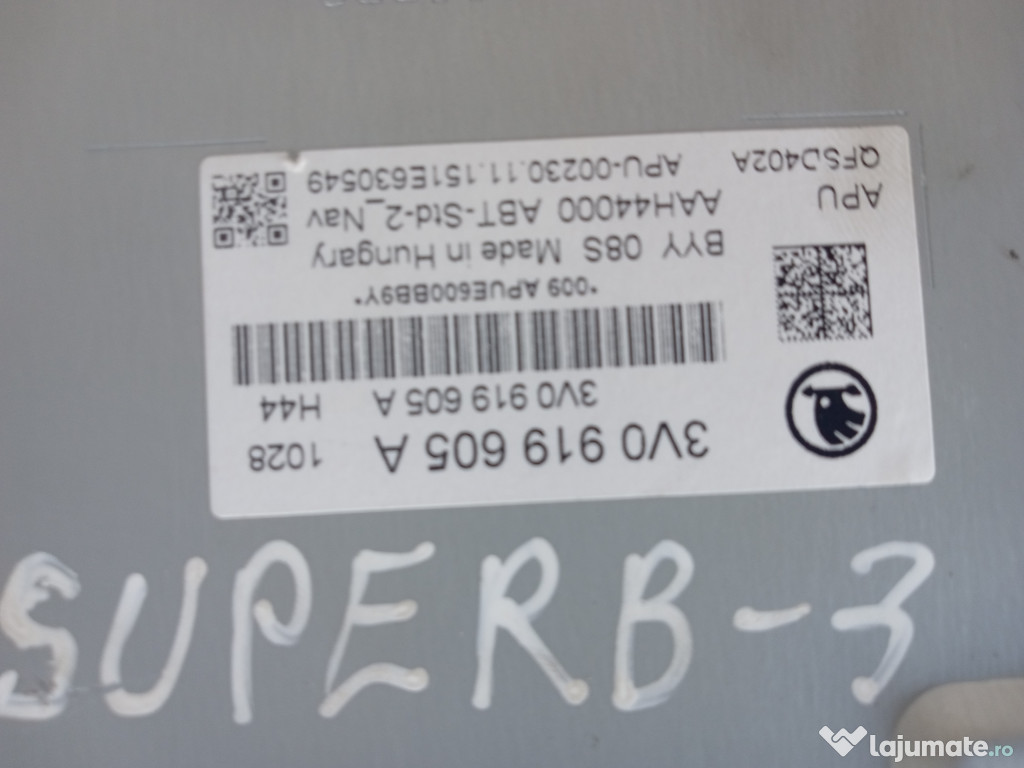 3V0 919 605 A 1028
3V0 919 605 A H44
*009 APUE600BB9Y*
BYY 08S Made in Hungary
APU AAH44000 ABT-Std-2_Nav
QFSD402A APU-00230.11.151E630549
SUPERB-3
lajumate.ro